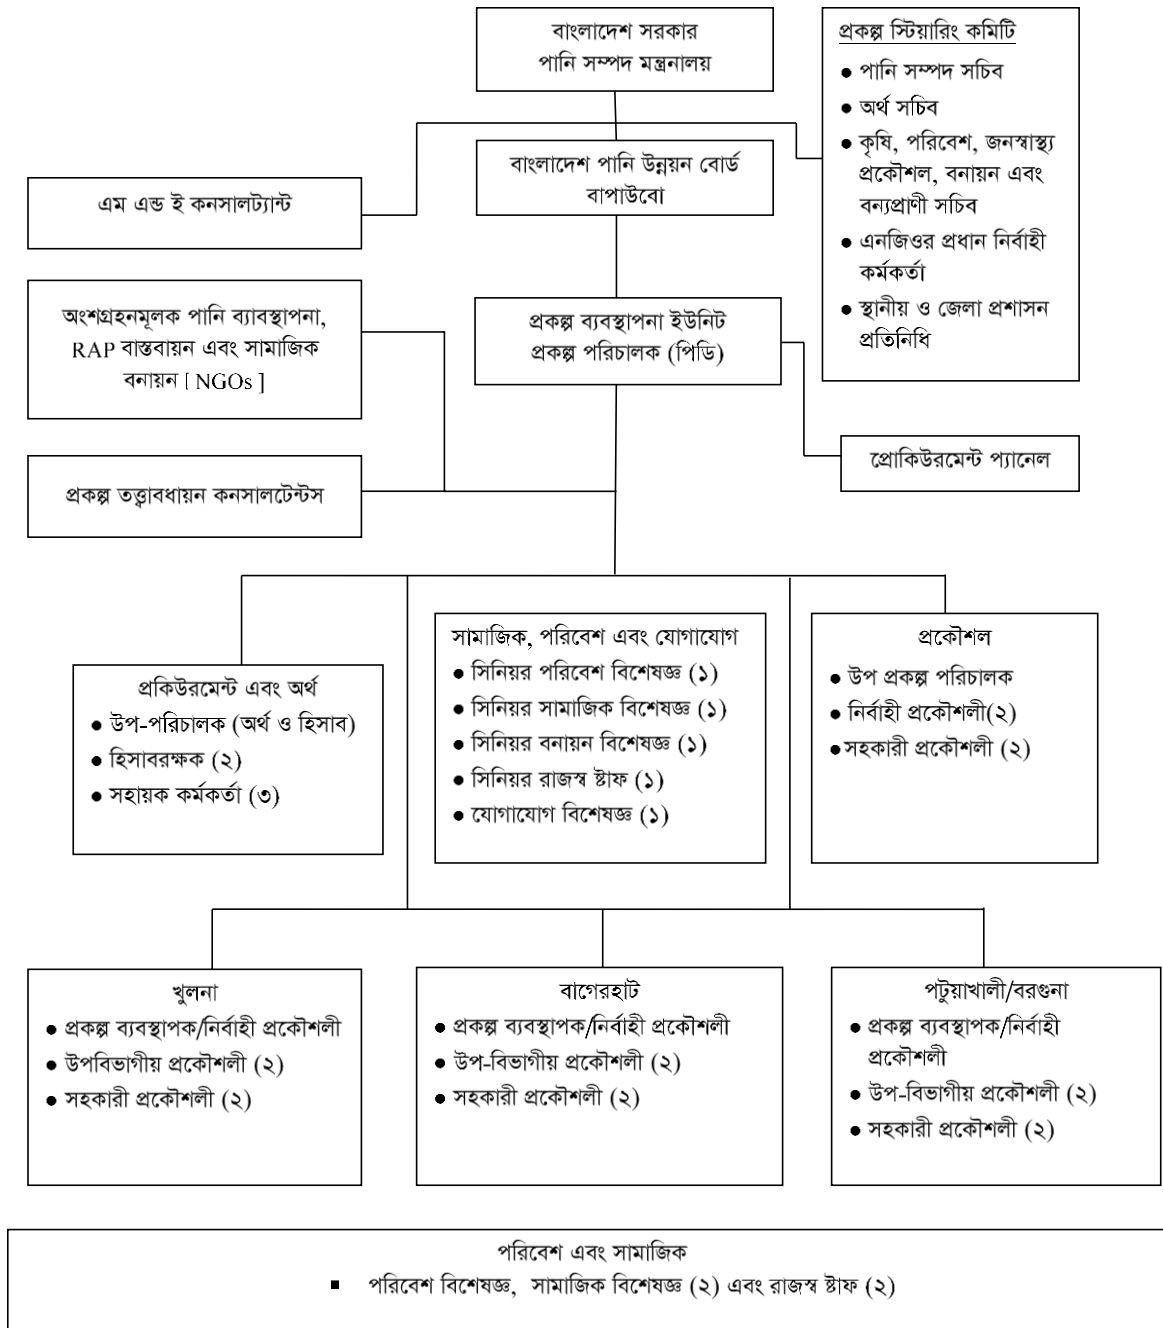 বাংলাদেশ সরকার
পানি সম্পদ মন্ত্রনালয়
প্রকল্প স্টিয়ারিং কমিটি
● পানি সম্পদ সচিব
● অর্থ সচিব
● কৃষি, পরিবেশ, জনস্বাস্থ্য
প্রকৌশল, বনায়ন এবং
বন্যপ্রাণী সচিব
● এনজিওর প্রধান নির্বাহী
কর্মকর্তা
● স্থানীয় ও জেলা প্রশাসন
প্রতিনিধি
বাংলাদেশ পানি উন্নয়ন বোর্ড
বাপাউবো
এম এন্ড ই কনসালট্যান্ট
অংশগ্রহনমূলক পানি ব্যাবস্থাপনা,
RAP বাস্তবায়ন এবং সামাজিক
বনায়ন [ NGOs ]
প্রকল্প ব্যবস্থাপনা ইউনিট
প্রকল্প পরিচালক (পিডি)
প্রোকিউরমেন্ট প্যানেল
প্রকল্প তত্ত্বাবধায়ন কনসালটেন্টস
প্রকিউরমেন্ট এবং অর্থ
● উপ-পরিচালক (অর্থ ও হিসাব)
● হিসাবরক্ষক (২)
● সহায়ক কর্মকর্তা (৩)
সামাজিক, পরিবেশ এবং যোগাযোগ
● সিনিয়র পরিবেশ বিশেষজ্ঞ (১)
● সিনিয়র সামাজিক বিশেষজ্ঞ (১)
● সিনিয়র বনায়ন বিশেষজ্ঞ (১)
● সিনিয়র রাজস্ব ষ্টাফ (১)
● যোগাযোগ বিশেষজ্ঞ (১)
প্রকৌশল
● উপ প্রকল্প পরিচালক
● নির্বাহী প্রকৌশলী(২)
● সহকারী প্রকৌশলী (২)
খুলনা
● প্রকল্প ব্যবস্থাপক/নির্বাহী প্রকৌশলী
● উপবিভাগীয় প্রকৌশলী (২)
● সহকারী প্রকৌশলী (২)
বাগেরহাট
● প্রকল্প ব্যবস্থাপক/নির্বাহী প্রকৌশলী
● উপ-বিভাগীয় প্রকৌশলী (২)
● সহকারী প্রকৌশলী (২)
পটুয়াখালী/বরগুনা
● প্রকল্প ব্যবস্থাপক/নির্বাহী
প্রকৌশলী
● উপ-বিভাগীয় প্রকৌশলী (২)
● সহকারী প্রকৌশলী (২)
পরিবেশ এবং সামাজিক
▪ পরিবেশ বিশেষজ্ঞ, সামাজিক বিশেষজ্ঞ (২) এবং রাজস্ব ষ্টাফ (২)